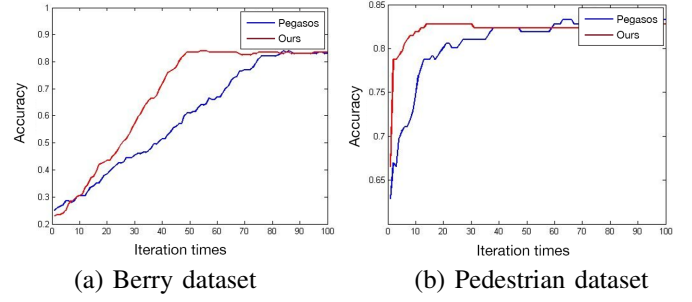 Pegasos
Ours
1
0.9
0.8
0.7
0.6
0.5
0.4
0.3
0.2
0 10 20 30 40 50 60 70 80 90 100
Accuracy
Iteration times
(a) Berry dataset
Pegasos
Ours
0.85
0.8
0.75
0.7
0.65
0 10 20 30 40 50 60 70 80 90 100
Accuracy
Iteration times
(b) Pedestrian dataset